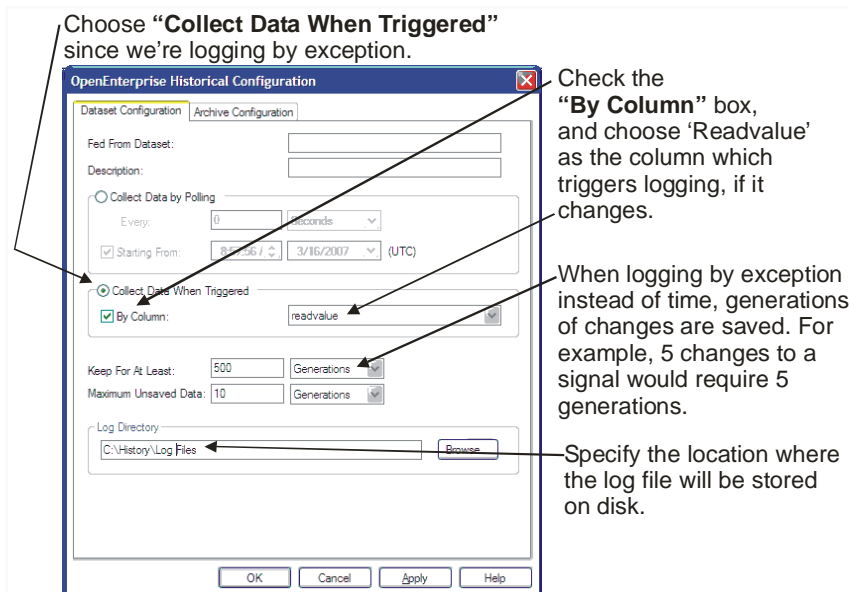 Choose “Collect Data When Triggered”
since we’re logging by exception.
OpenEnterprise Historical Configuration
Dataset Configuration
Archive Configuration
Fed From Dataset:
Description:
Collect Data by Polling
Every:
0
Seconds
Starting From:
8:57:56
3/16/2007
(UTC)
Collect Data When Triggered
By Column:
readvalue
Keep For At Least:
500
Generations
Maximum Unsaved Data:
10
Generations
Log Directory
C:\History\Log Files
Browse...
OK
Cancel
Apply
Help
Check the
“By Column” box,
and choose ‘Readvalue’
as the column which
triggers logging, if it
changes.
When logging by exception
instead of time, generations
of changes are saved. For
example, 5 changes to a
signal would require 5
generations.
Specify the location where
the log file will be stored
on disk.